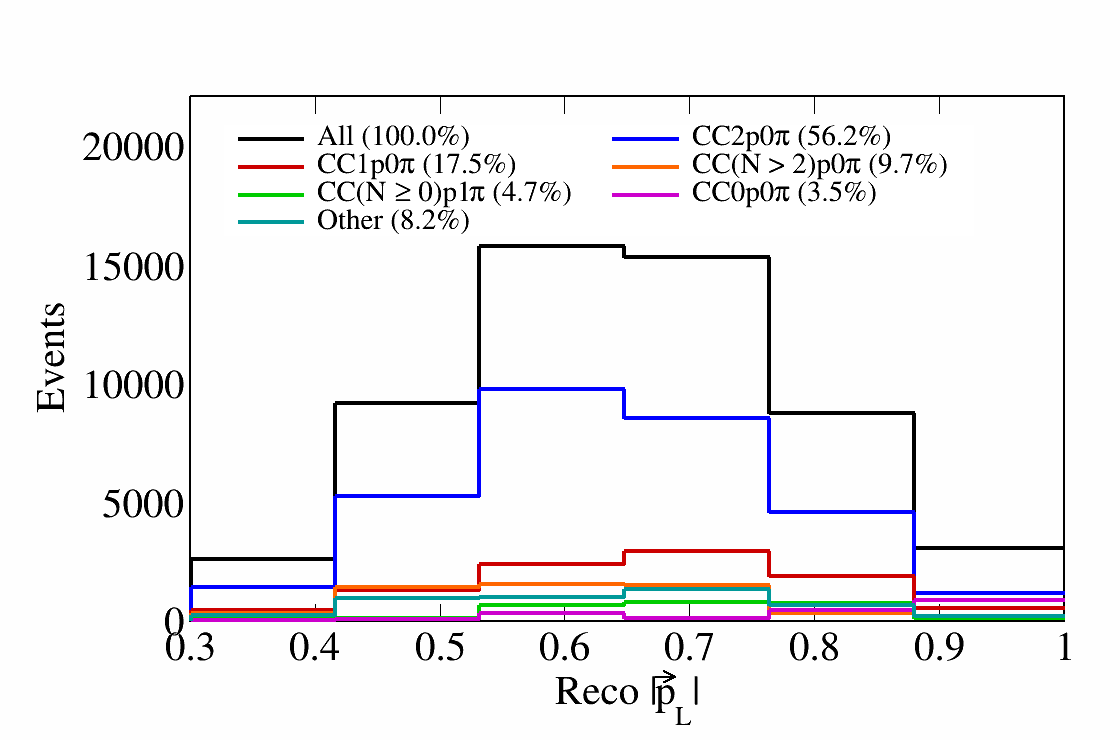 20000
15000
10000
5000
0
Events
All (100.0%)
CC2p0π (56.2%)
CC1p0π (17.5%)
CC(N > 2)p0π (9.7%)
CC(N ≥ 0)p1π (4.7%)
CC0p0π (3.5%)
Other (8.2%)
0.3 0.4 0.5 0.6 0.7 0.8 0.9 1
Reco |p⃗_L|